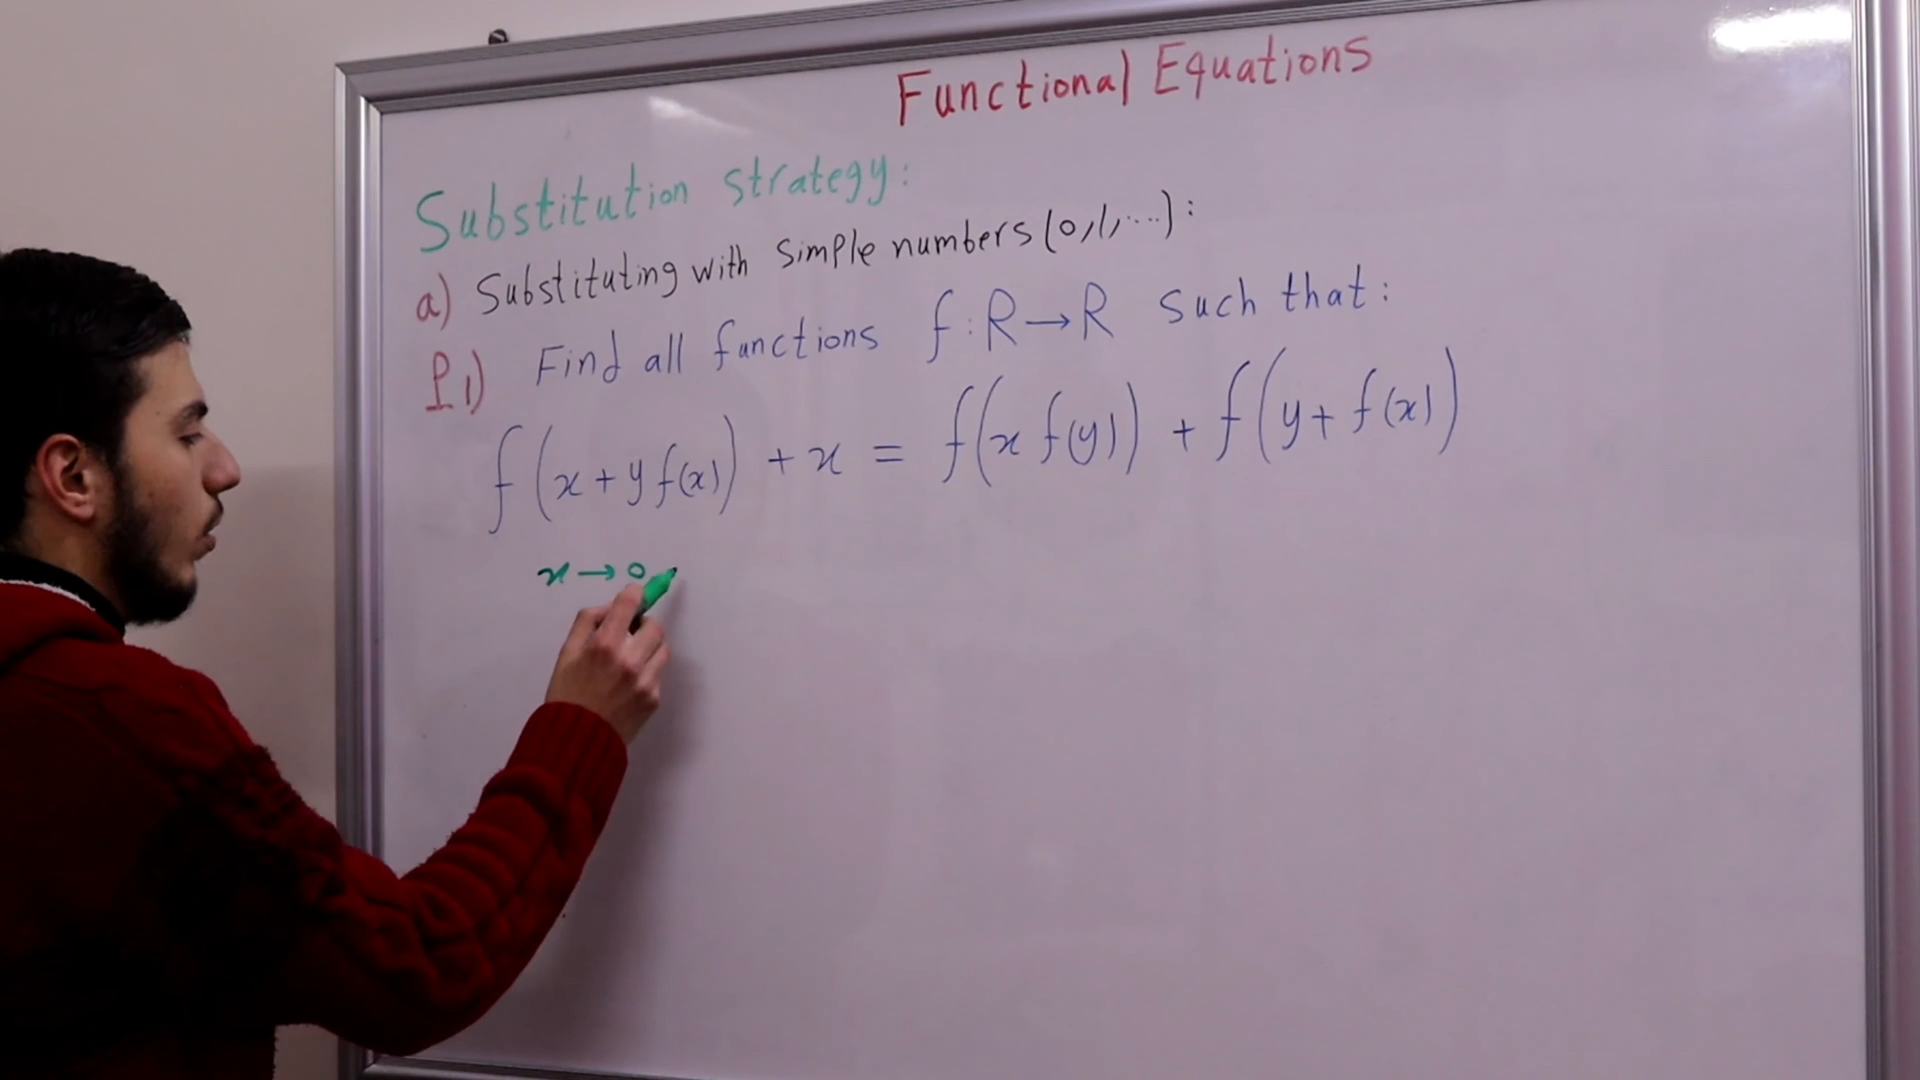 Functional Equations
Substitution strategy:
a) Substituting with simple numbers (0,1,....):
P1) Find all functions f:R→R such that:
f(x+yf(x))+x = f(xf(y))+f(y+f(x))
x→0